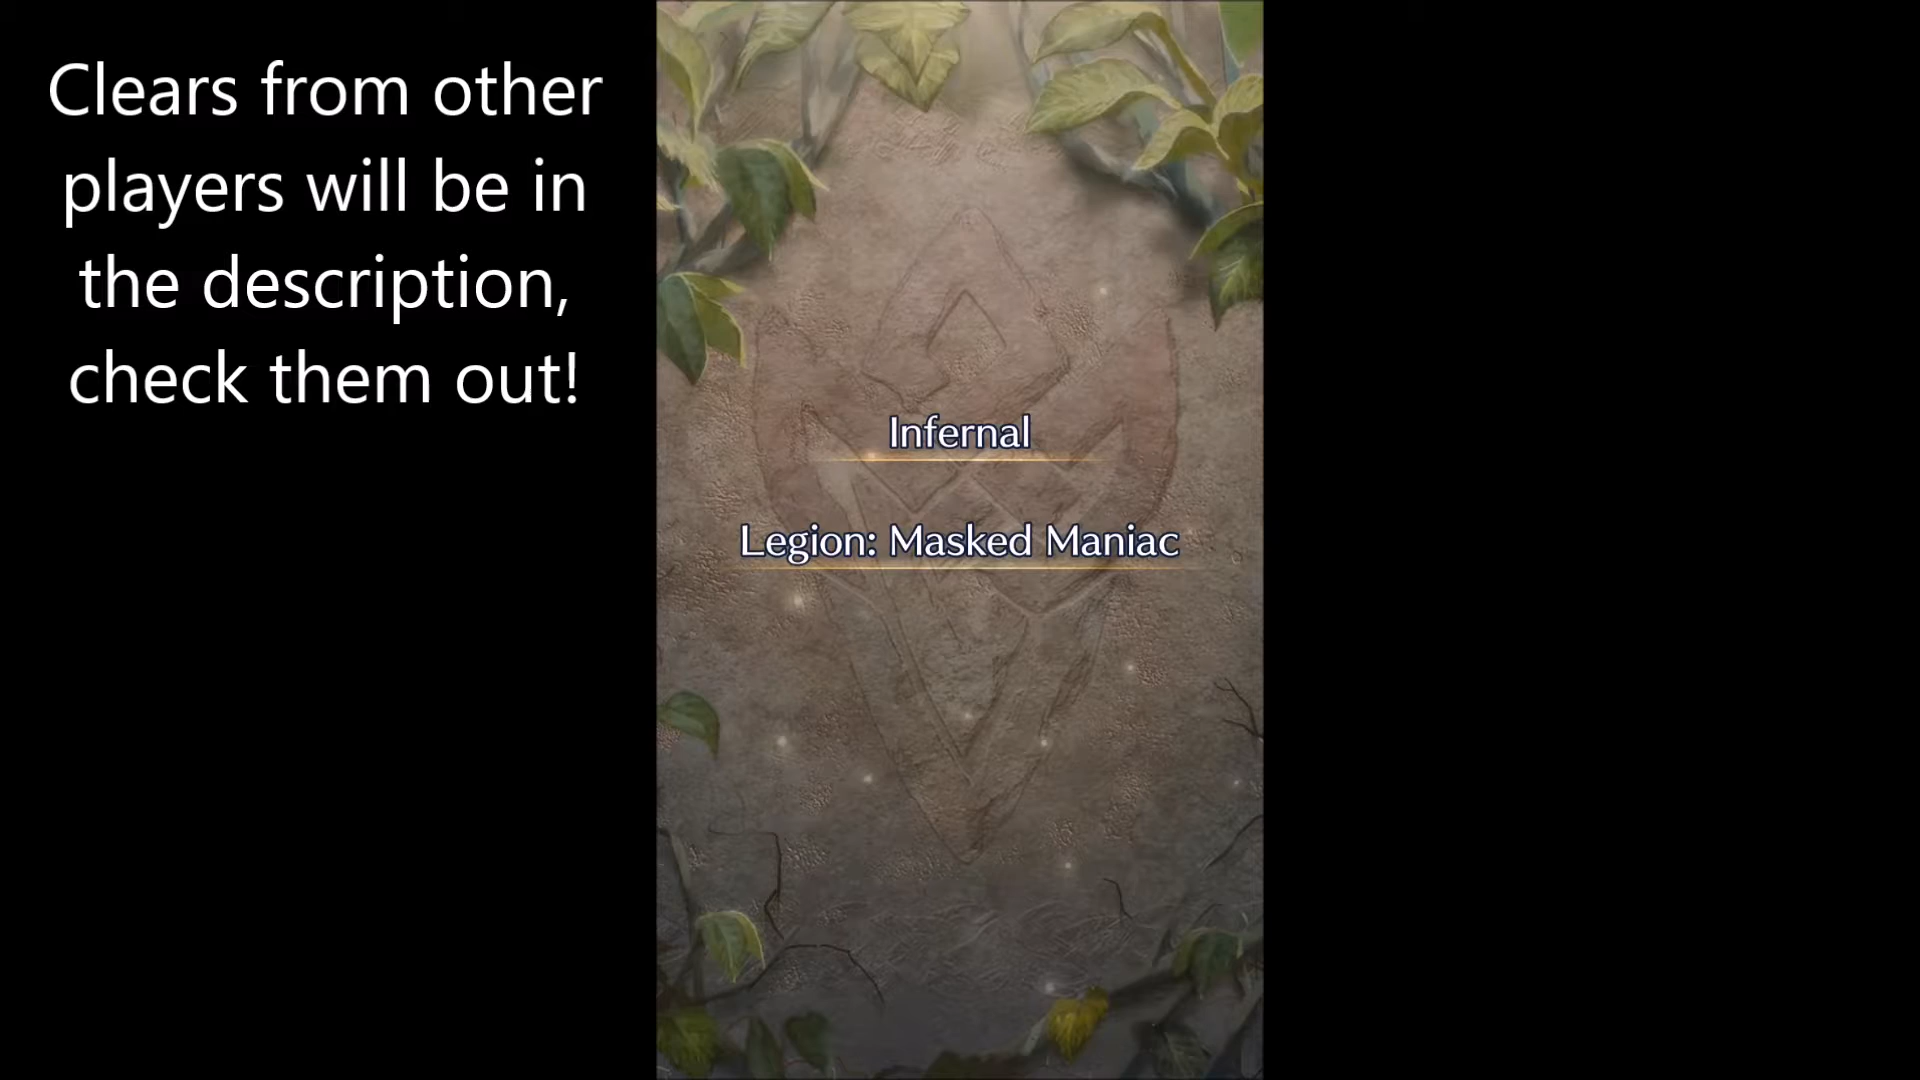 Clears from other
players will be in
the description,
check them out!
Infernal
Legion: Masked Maniac